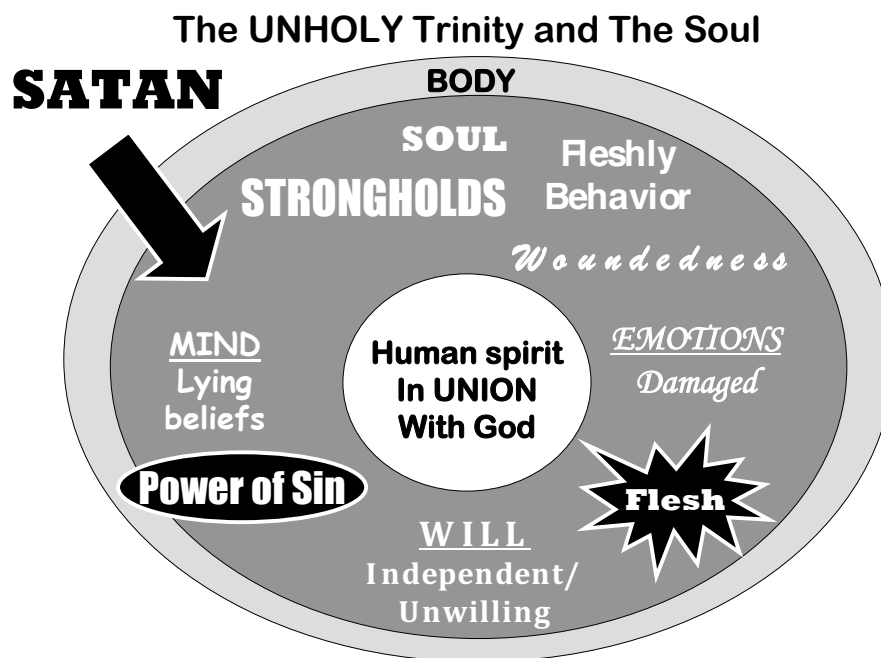 The UNHOLY Trinity and The Soul
SATAN
BODY
SOUL
STRONGHOLDS
Fleshly
Behavior
Woundedness
MIND
Lying
beliefs
Human spirit
In UNION
With God
EMOTIONS
Damaged
Power of Sin
Flesh
WILL
Independent/
Unwilling